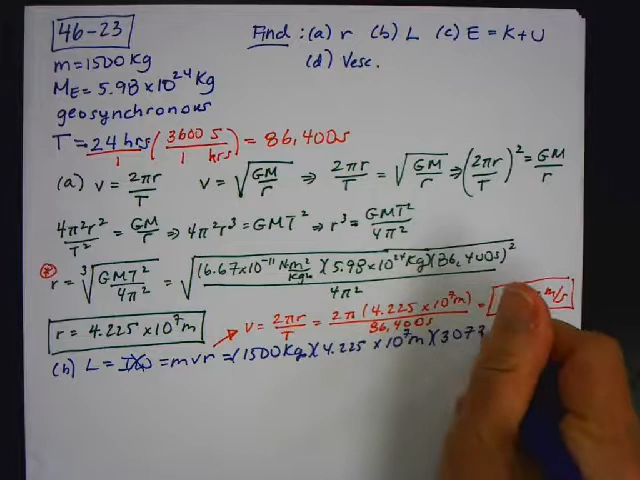 46-23
Find: (a) r (b) L (c) E = K+U
(d) Vesc.
m = 1500 Kg
ME = 5.98 × 10^24 Kg
geosynchronous
T = 24 hrs/1 (3600 s/1 hrs) = 86,400s
(a) v = 2πr/T v = √(GM/r) ⇒ 2πr/T = √(GM/r) ⇒ (2πr/T)^2 = GM/r
4π²r²/T² = GM/r ⇒ 4π²r³ = GMT² ⇒ r³ = GMT²/4π²
* r = ∛(GMT²/4π²) = √((6.67×10^-11 Nm²/kg²)(5.98×10^24 Kg)(86,400s)²/4π²)
r = 4.225 × 10^7 m
v = 2πr/T = 2π(4.225 × 10^7 m)/86,400s = m/s
(b) L = Iω = mvr = (1500 Kg)(4.225 × 10^7 m)(3073